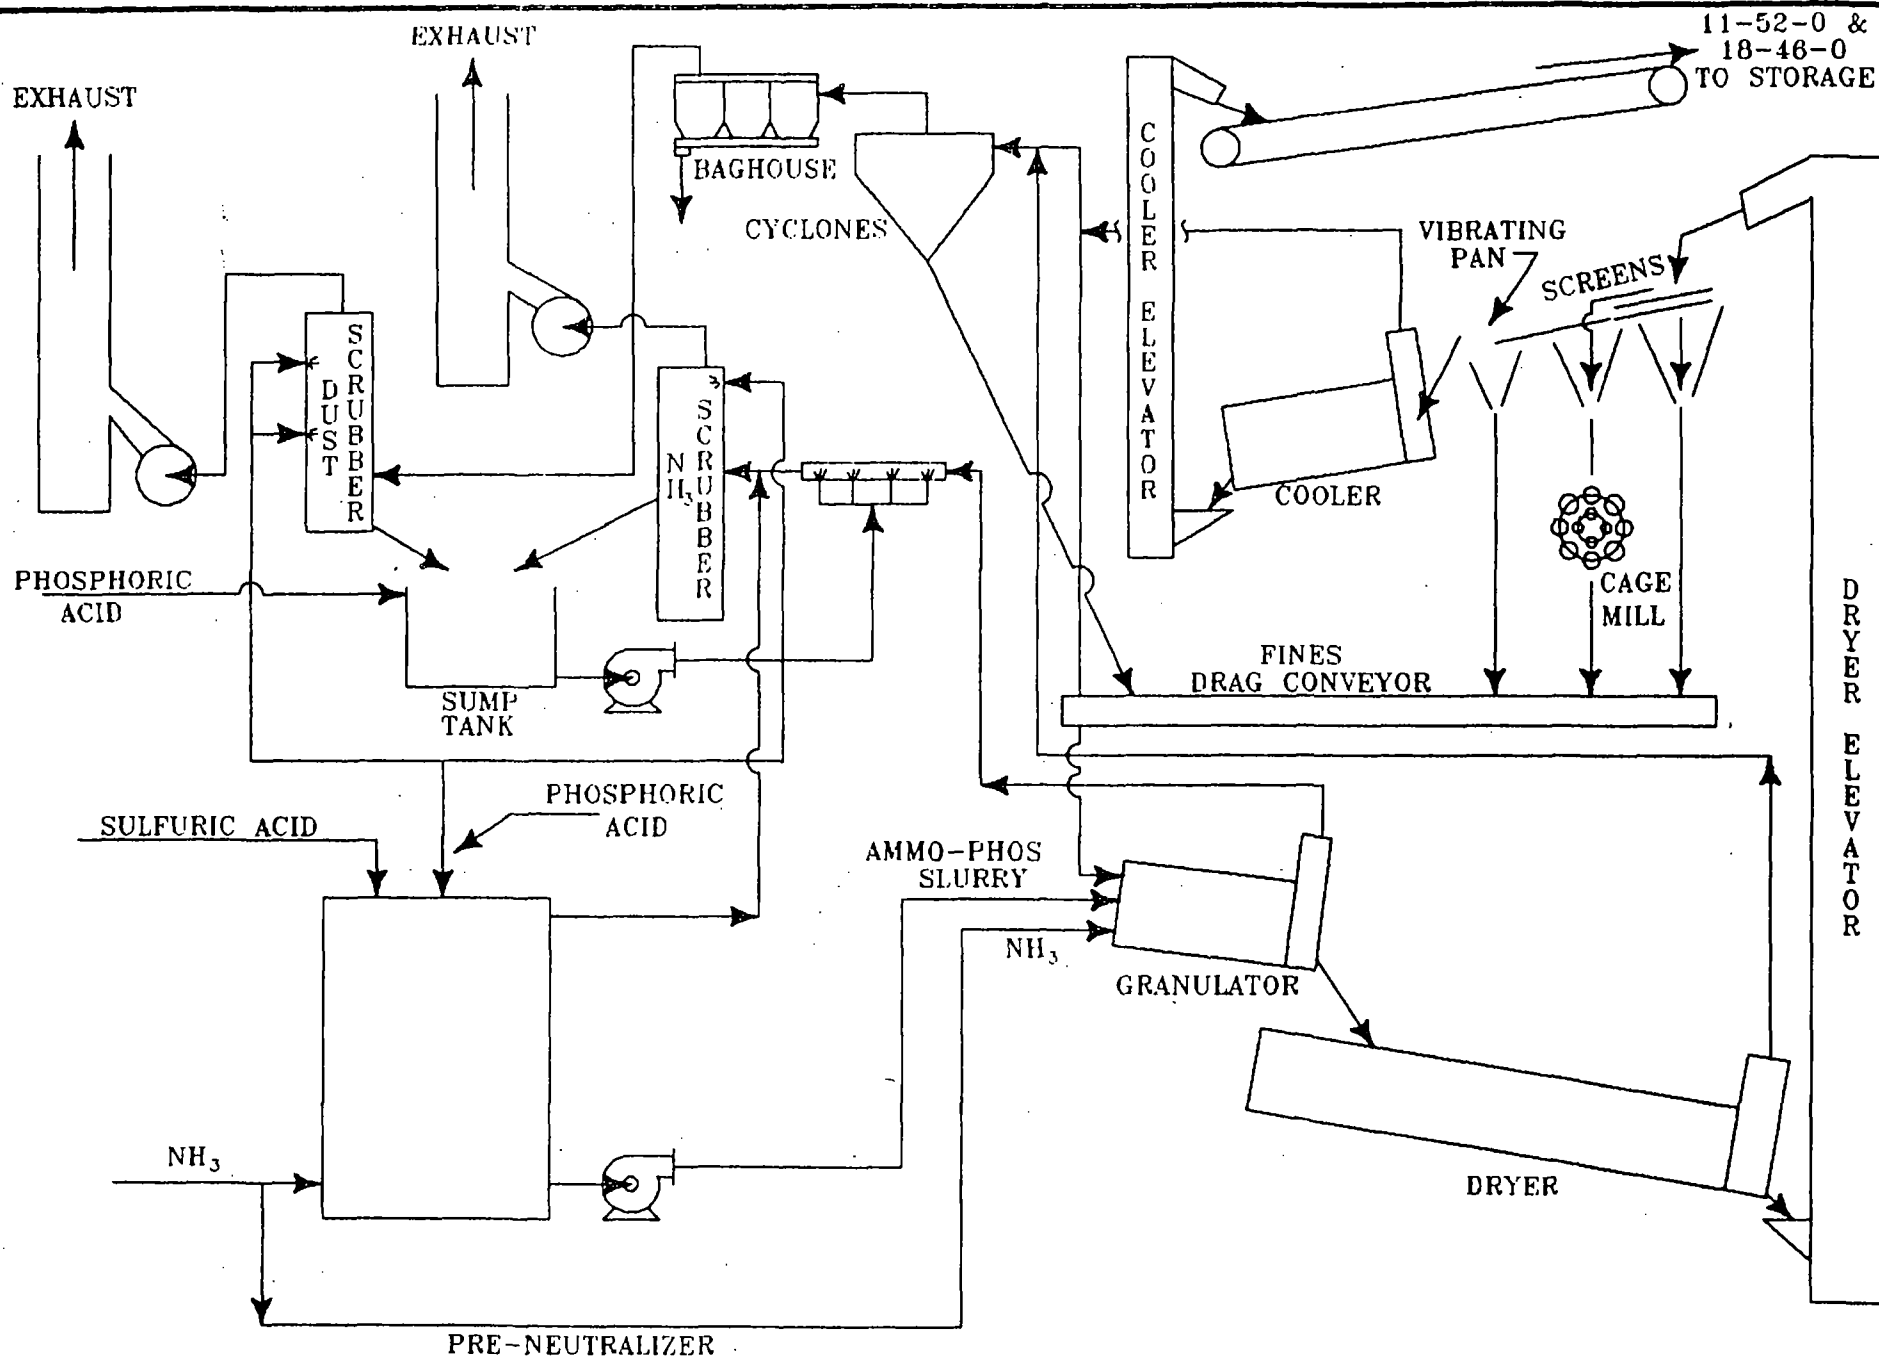 11-52-0 &
18-46-0
TO STORAGE
EXHAUST
EXHAUST
BAGHOUSE
CYCLONES
COOLER ELEVATOR
VIBRATING
PAN
SCREENS
DUST
SCRUBBER
NH₃
SCRUBBER
COOLER
PHOSPHORIC
ACID
CAGE
MILL
DRYER ELEVATOR
SUMP
TANK
FINES
DRAG CONVEYOR
PHOSPHORIC
ACID
SULFURIC ACID
AMMO-PHOS
SLURRY
NH₃
GRANULATOR
NH₃
DRYER
PRE-NEUTRALIZER